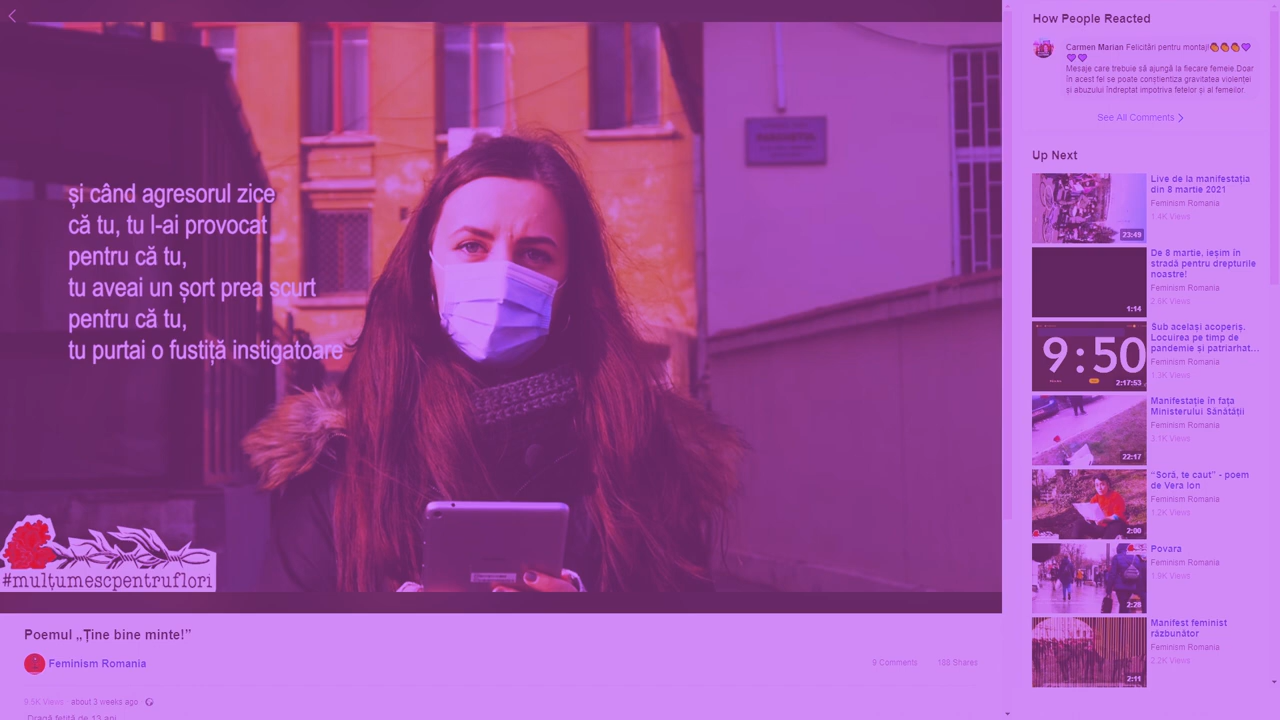 și când agresorul zice
că tu, tu l-ai provocat
pentru că tu,
tu aveai un șort prea scurt
pentru că tu,
tu purtai o fustiță instigatoare
#mulțumescpentruflori
Poemul „Ține bine minte!”
Feminism Romania
9 Comments
188 Shares
9.5K Views · about 3 weeks ago
Dragă fetiță de 13 ani
How People Reacted
Carmen Marian Felicitări pentru montaj!👏👏👏💜
💜💜
Mesaje care trebuie să ajungă la fiecare femeie.Doar
în acest fel se poate conștientiza gravitatea violenței
și abuzului îndreptat impotriva fetelor și al femeilor.
See All Comments
Up Next
Live de la manifestația
din 8 martie 2021
Feminism Romania
1.4K Views
23:49
De 8 martie, ieșim în
stradă pentru drepturile
noastre!
Feminism Romania
2.6K Views
1:14
Sub același acoperiș.
Locuirea pe timp de
pandemie și patriarhat...
Feminism Romania
1.3K Views
9:50
2:17:53
Manifestație în fața
Ministerului Sănătății
Feminism Romania
3.1K Views
22:17
“Soră, te caut” - poem
de Vera Ion
Feminism Romania
1.2K Views
2:00
Povara
Feminism Romania
1.9K Views
2:28
Manifest feminist
răzbunător
Feminism Romania
2.2K Views
2:11